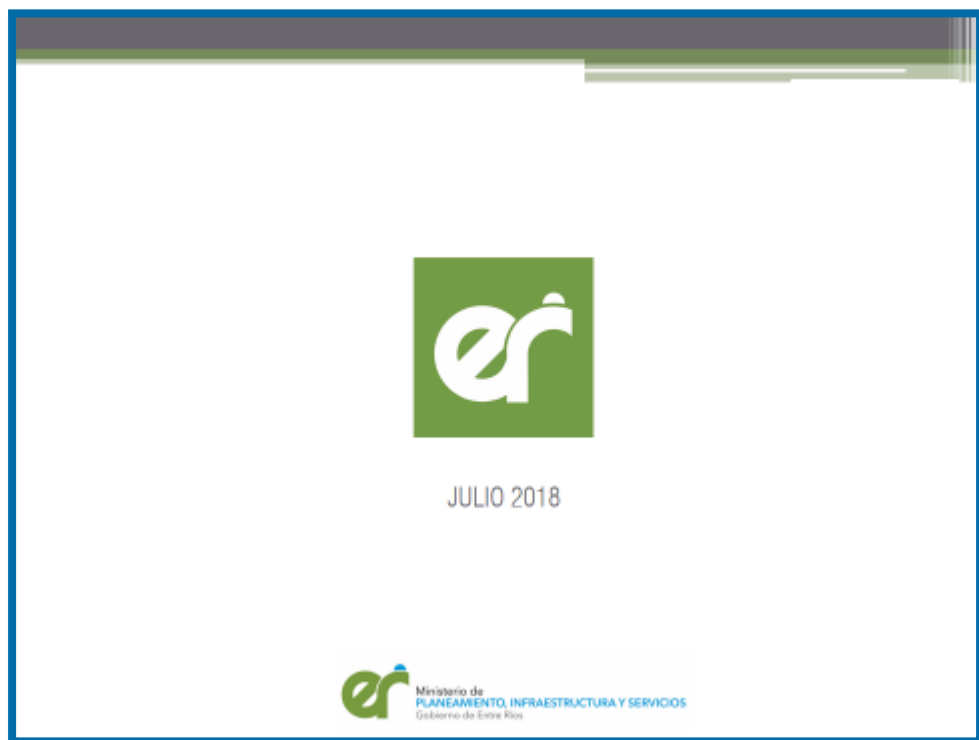 er
JULIO 2018
er
Ministerio de
PLANEAMIENTO, INFRAESTRUCTURA Y SERVICIOS
Gobierno de Entre Ríos